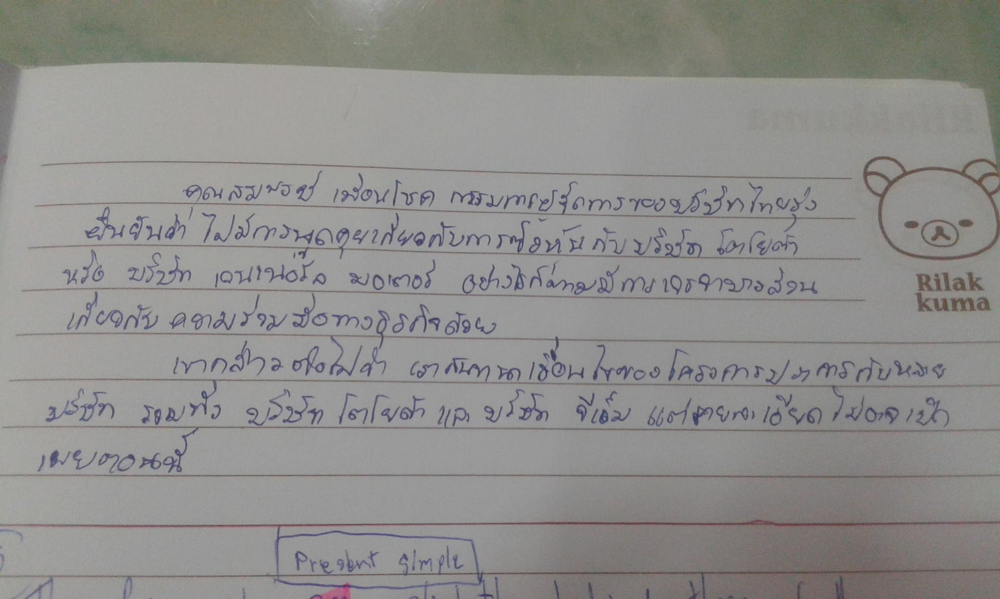 คุณสมพงษ์ เผื่อนโชค กรรมการผู้จัดการของบริษัทไทยรุ่ง
ยืนยันว่า ไม่มีการพูดคุยเกี่ยวกับการซื้อหุ้นกับบริษัท โตโยต้า
หรือ บริษัท เจนเนอรัล มอเตอร์ อย่างไรก็ตามมีการเจรจาบางส่วน
เกี่ยวกับ ความร่วมมือทางธุรกิจด้วย
เขากล่าวต่อไปว่า เราสนทนาเงื่อนไขของโครงการบางการกับหลาย
บริษัท รวมทั้ง บริษัท โตโยต้า และ บริษัท จีเอ็ม แต่รายละเอียด ไม่อาจเปิด
เผยตอนนี้
Rilak
kuma
Present simple